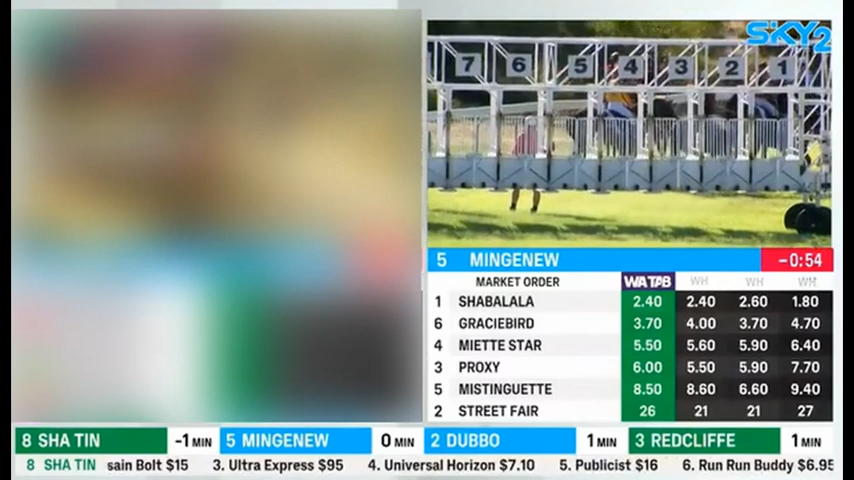 SKY2
7 6 5 4 3 2 1
5 MINGENEW -0:54
MARKET ORDER WATAB WH WH WH
1 SHABALALA 2.40 2.40 2.60 1.80
6 GRACIEBIRD 3.70 4.00 3.70 4.70
4 MIETTE STAR 5.50 5.60 5.90 6.40
3 PROXY 6.00 5.50 5.90 7.70
5 MISTINGUETTE 8.50 8.60 6.60 9.40
2 STREET FAIR 26 21 21 27
8 SHA TIN -1 MIN 5 MINGENEW 0 MIN 2 DUBBO 1 MIN 3 REDCLIFFE 1 MIN
8 SHA TIN sain Bolt $15 3. Ultra Express $95 4. Universal Horizon $7.10 5. Publicist $16 6. Run Run Buddy $6.95